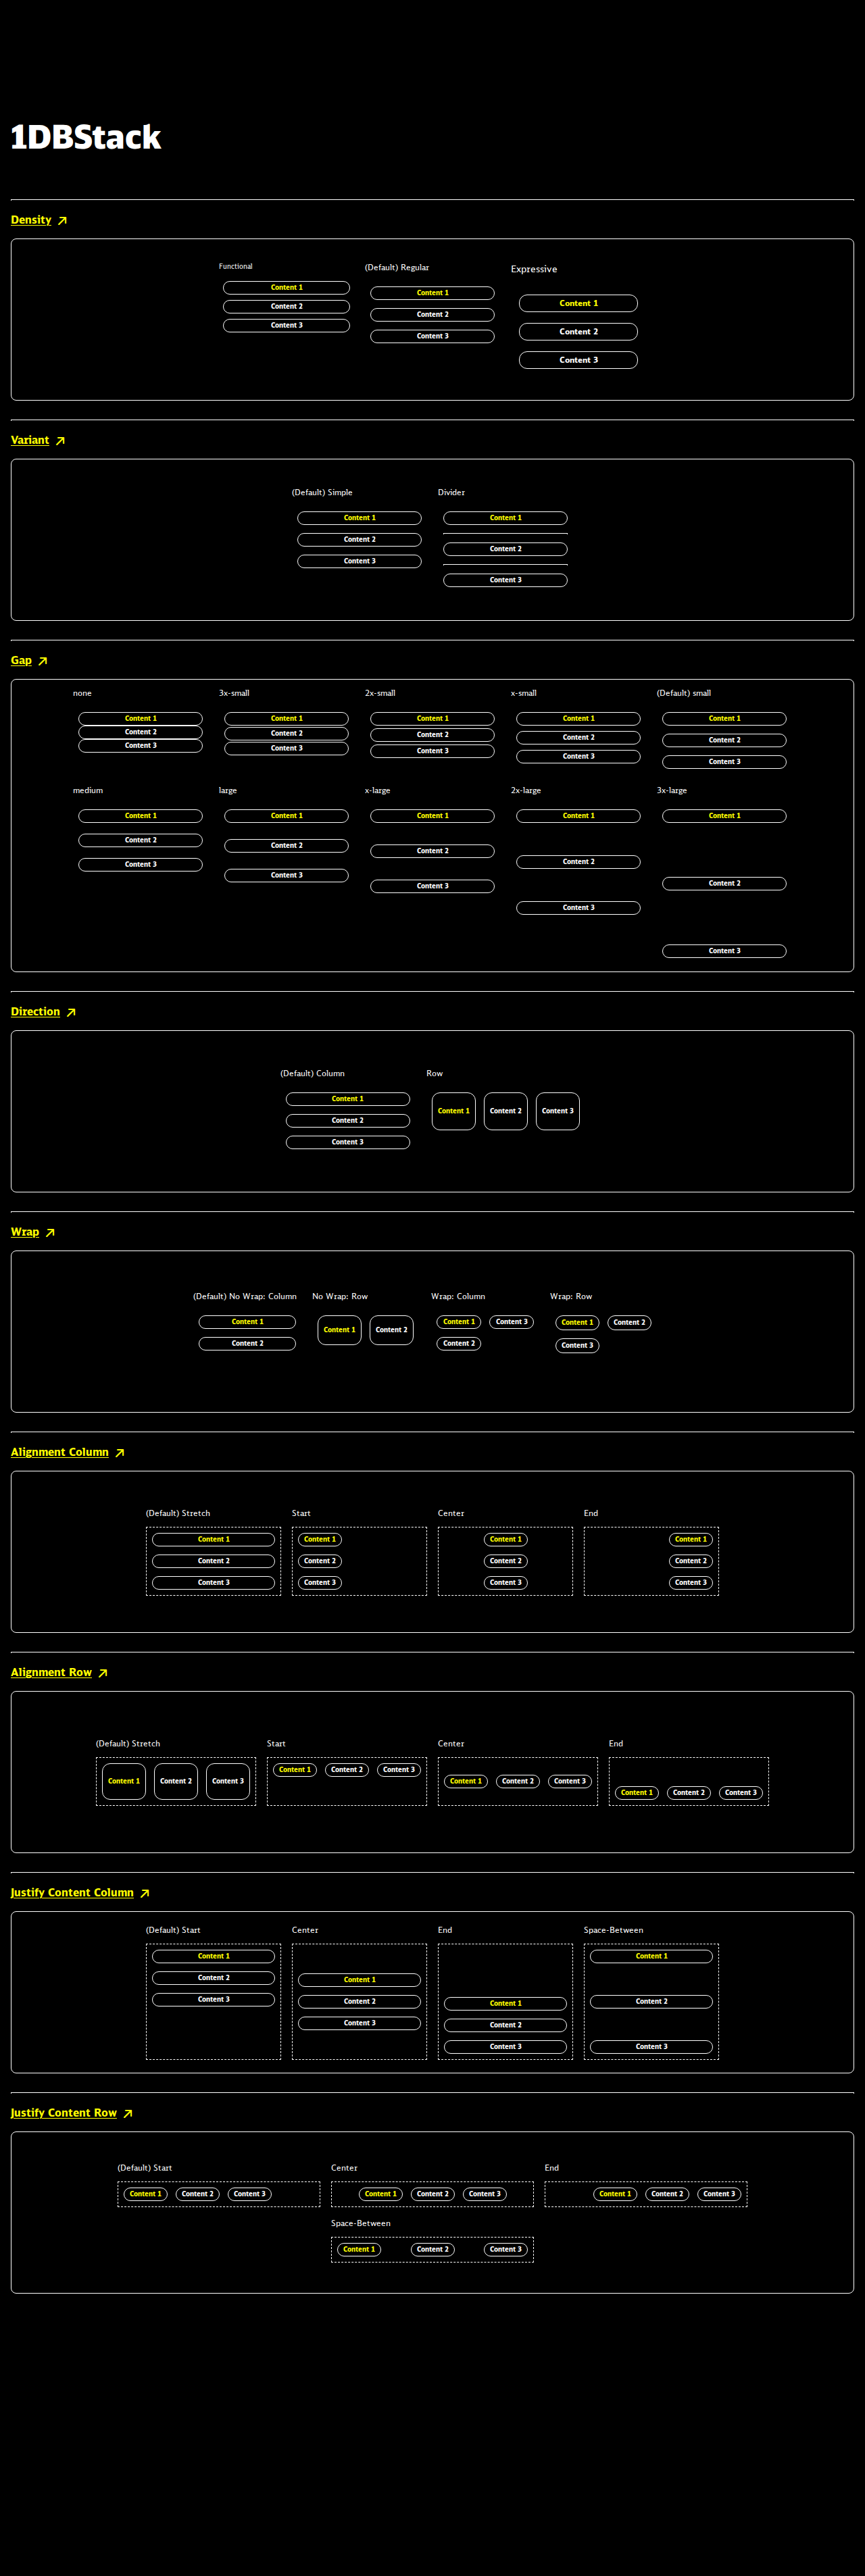 1DBStack
Density
Functional
(Default) Regular
Expressive
Content 1
Content 1
Content 1
Content 2
Content 2
Content 2
Content 3
Content 3
Content 3
Variant
(Default) Simple
Divider
Content 1
Content 1
Content 2
Content 2
Content 3
Content 3
Gap
none
3x-small
2x-small
x-small
(Default) small
Content 1
Content 1
Content 1
Content 1
Content 1
Content 2
Content 2
Content 2
Content 2
Content 2
Content 3
Content 3
Content 3
Content 3
Content 3
medium
large
x-large
2x-large
3x-large
Content 1
Content 1
Content 1
Content 1
Content 1
Content 2
Content 2
Content 2
Content 2
Content 2
Content 3
Content 3
Content 3
Content 3
Content 3
Direction
(Default) Column
Row
Content 1
Content 2
Content 3
Content 1
Content 2
Content 3
Wrap
(Default) No Wrap: Column
No Wrap: Row
Wrap: Column
Wrap: Row
Content 1
Content 2
Content 1
Content 2
Content 1
Content 3
Content 2
Content 1
Content 2
Content 3
Alignment Column
(Default) Stretch
Start
Center
End
Content 1
Content 1
Content 1
Content 1
Content 2
Content 2
Content 2
Content 2
Content 3
Content 3
Content 3
Content 3
Alignment Row
(Default) Stretch
Start
Center
End
Content 1
Content 2
Content 3
Content 1
Content 2
Content 3
Content 1
Content 2
Content 3
Content 1
Content 2
Content 3
Justify Content Column
(Default) Start
Center
End
Space-Between
Content 1
Content 2
Content 3
Content 1
Content 2
Content 3
Content 1
Content 2
Content 3
Content 1
Content 2
Content 3
Justify Content Row
(Default) Start
Center
End
Content 1
Content 2
Content 3
Content 1
Content 2
Content 3
Content 1
Content 2
Content 3
Space-Between
Content 1
Content 2
Content 3